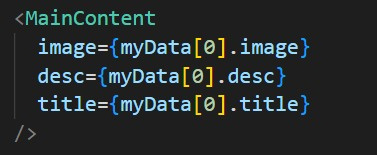 <MainContent
image={myData[0].image}
desc={myData[0].desc}
title={myData[0].title}
/>